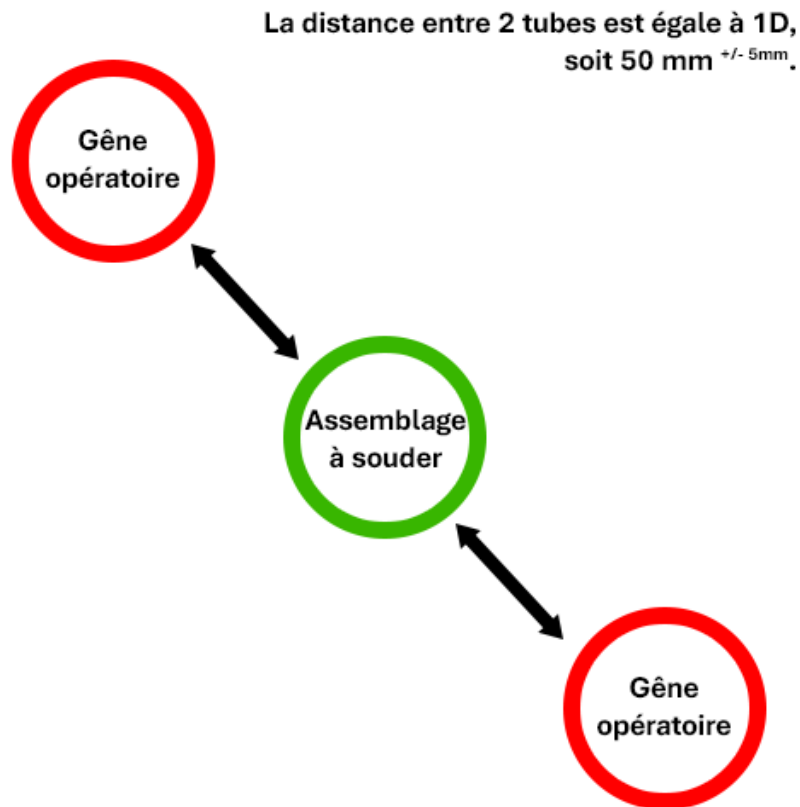 La distance entre 2 tubes est égale à 1D,
soit 50 mm +/- 5mm.
Gêne
opératoire
Assemblage
à souder
Gêne
opératoire